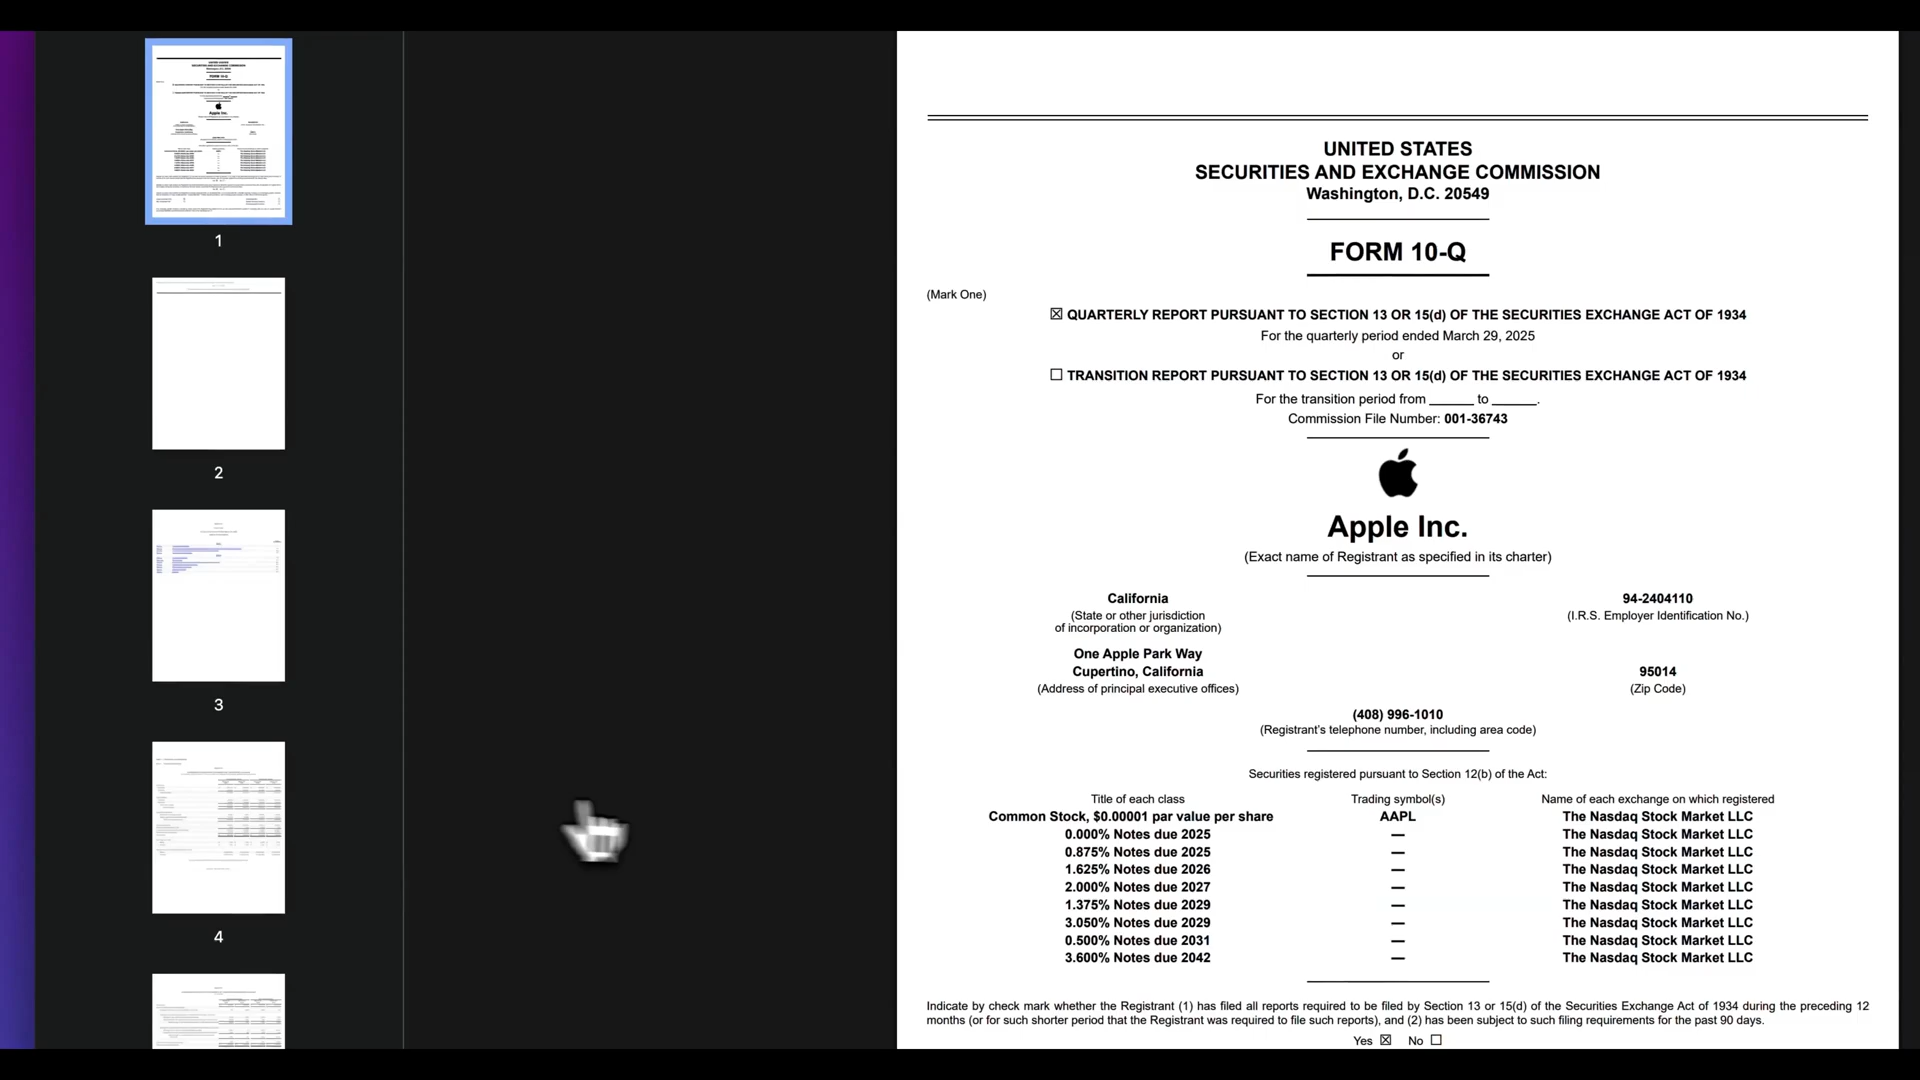 1
2
3
4
UNITED STATES
SECURITIES AND EXCHANGE COMMISSION
Washington, D.C. 20549
FORM 10-Q
(Mark One)
☒ QUARTERLY REPORT PURSUANT TO SECTION 13 OR 15(d) OF THE SECURITIES EXCHANGE ACT OF 1934
For the quarterly period ended March 29, 2025
or
☐ TRANSITION REPORT PURSUANT TO SECTION 13 OR 15(d) OF THE SECURITIES EXCHANGE ACT OF 1934
For the transition period from ______ to ______.
Commission File Number: 001-36743
Apple Inc.
(Exact name of Registrant as specified in its charter)
California 94-2404110
(State or other jurisdiction (I.R.S. Employer Identification No.)
of incorporation or organization)
One Apple Park Way
Cupertino, California 95014
(Address of principal executive offices) (Zip Code)
(408) 996-1010
(Registrant’s telephone number, including area code)
Securities registered pursuant to Section 12(b) of the Act:
Title of each class Trading symbol(s) Name of each exchange on which registered
Common Stock, $0.00001 par value per share AAPL The Nasdaq Stock Market LLC
0.000% Notes due 2025 — The Nasdaq Stock Market LLC
0.875% Notes due 2025 — The Nasdaq Stock Market LLC
1.625% Notes due 2026 — The Nasdaq Stock Market LLC
2.000% Notes due 2027 — The Nasdaq Stock Market LLC
1.375% Notes due 2029 — The Nasdaq Stock Market LLC
3.050% Notes due 2029 — The Nasdaq Stock Market LLC
0.500% Notes due 2031 — The Nasdaq Stock Market LLC
3.600% Notes due 2042 — The Nasdaq Stock Market LLC
Indicate by check mark whether the Registrant (1) has filed all reports required to be filed by Section 13 or 15(d) of the Securities Exchange Act of 1934 during the preceding 12
months (or for such shorter period that the Registrant was required to file such reports), and (2) has been subject to such filing requirements for the past 90 days.
Yes ☒ No ☐